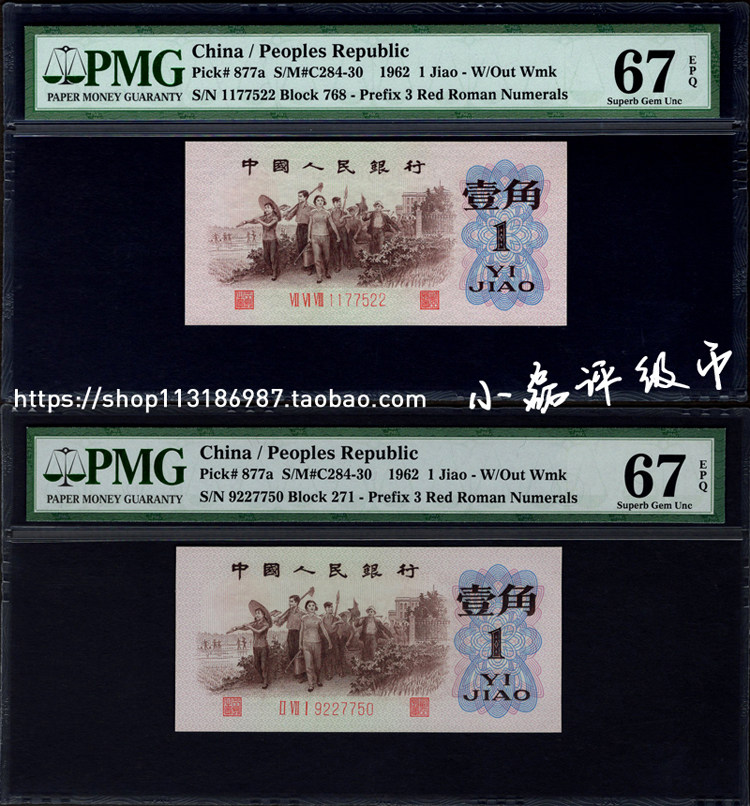 PMG
PAPER MONEY GUARANTY
China / Peoples Republic
Pick# 877a S/M#C284-30 1962 1 Jiao - W/Out Wmk
S/N 1177522 Block 768 - Prefix 3 Red Roman Numerals
67
EPQ
Superb Gem Unc
中國人民銀行
壹角
1
YI
JIAO
VII VI VIII 1177522
https://shop113186987.taobao.com
小磊评级币
PMG
PAPER MONEY GUARANTY
China / Peoples Republic
Pick# 877a S/M#C284-30 1962 1 Jiao - W/Out Wmk
S/N 9227750 Block 271 - Prefix 3 Red Roman Numerals
67
EPQ
Superb Gem Unc
中國人民銀行
壹角
1
YI
JIAO
II VII I 9227750